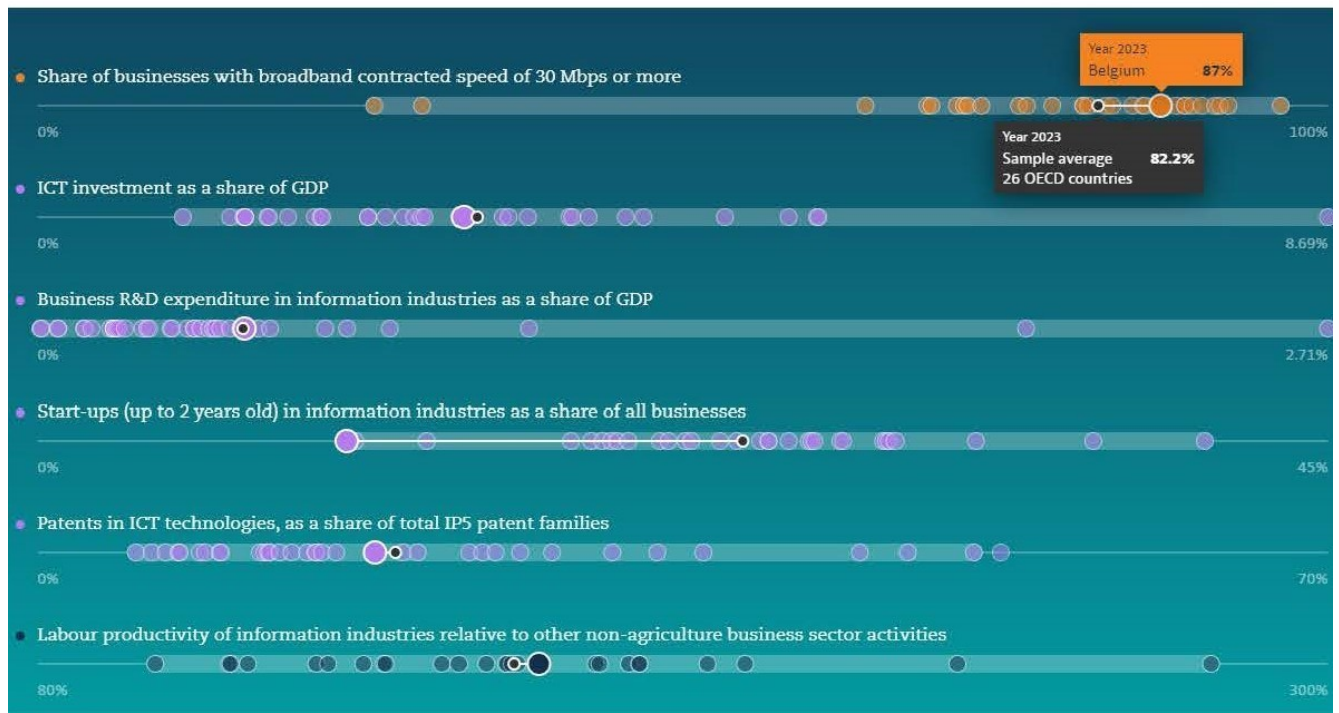 Year 2023
Belgium 87%
Share of businesses with broadband contracted speed of 30 Mbps or more
0% 100%
Year 2023
Sample average 82.2%
26 OECD countries
ICT investment as a share of GDP
0% 8.69%
Business R&D expenditure in information industries as a share of GDP
0% 2.71%
Start-ups (up to 2 years old) in information industries as a share of all businesses
0% 45%
Patents in ICT technologies, as a share of total IP5 patent families
0% 70%
Labour productivity of information industries relative to other non-agriculture business sector activities
80% 300%